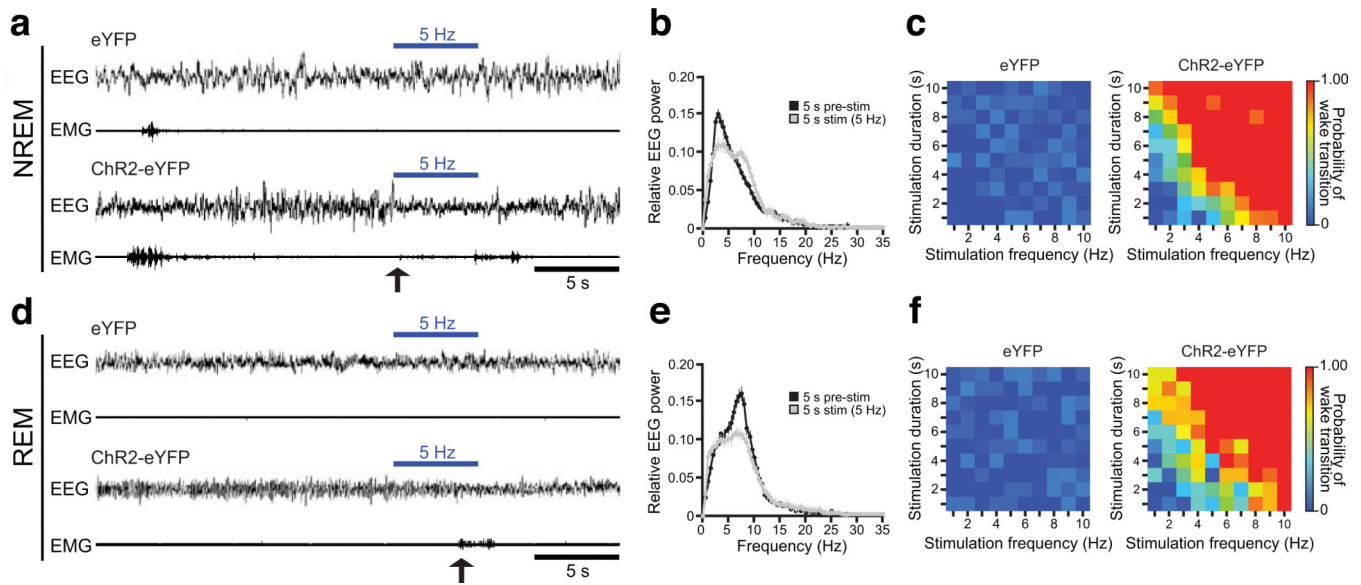 a
NREM
eYFP
5 Hz
EEG
EMG
ChR2-eYFP
5 Hz
EEG
EMG
5 s
b
Relative EEG power
0.20
0.15
0.10
0.05
0
5 s pre-stim
5 s stim (5 Hz)
0 5 10 15 20 25 30 35
Frequency (Hz)
c
eYFP
ChR2-eYFP
Stimulation duration (s)
10
8
6
4
2
2 4 6 8 10
Stimulation frequency (Hz)
Stimulation duration (s)
10
8
6
4
2
2 4 6 8 10
Stimulation frequency (Hz)
1.00
0
Probability of
wake transition
d
REM
eYFP
5 Hz
EEG
EMG
ChR2-eYFP
5 Hz
EEG
EMG
5 s
e
Relative EEG power
0.20
0.15
0.10
0.05
0
5 s pre-stim
5 s stim (5 Hz)
0 5 10 15 20 25 30 35
Frequency (Hz)
f
eYFP
ChR2-eYFP
Stimulation duration (s)
10
8
6
4
2
2 4 6 8 10
Stimulation frequency (Hz)
Stimulation duration (s)
10
8
6
4
2
2 4 6 8 10
Stimulation frequency (Hz)
1.00
0
Probability of
wake transition